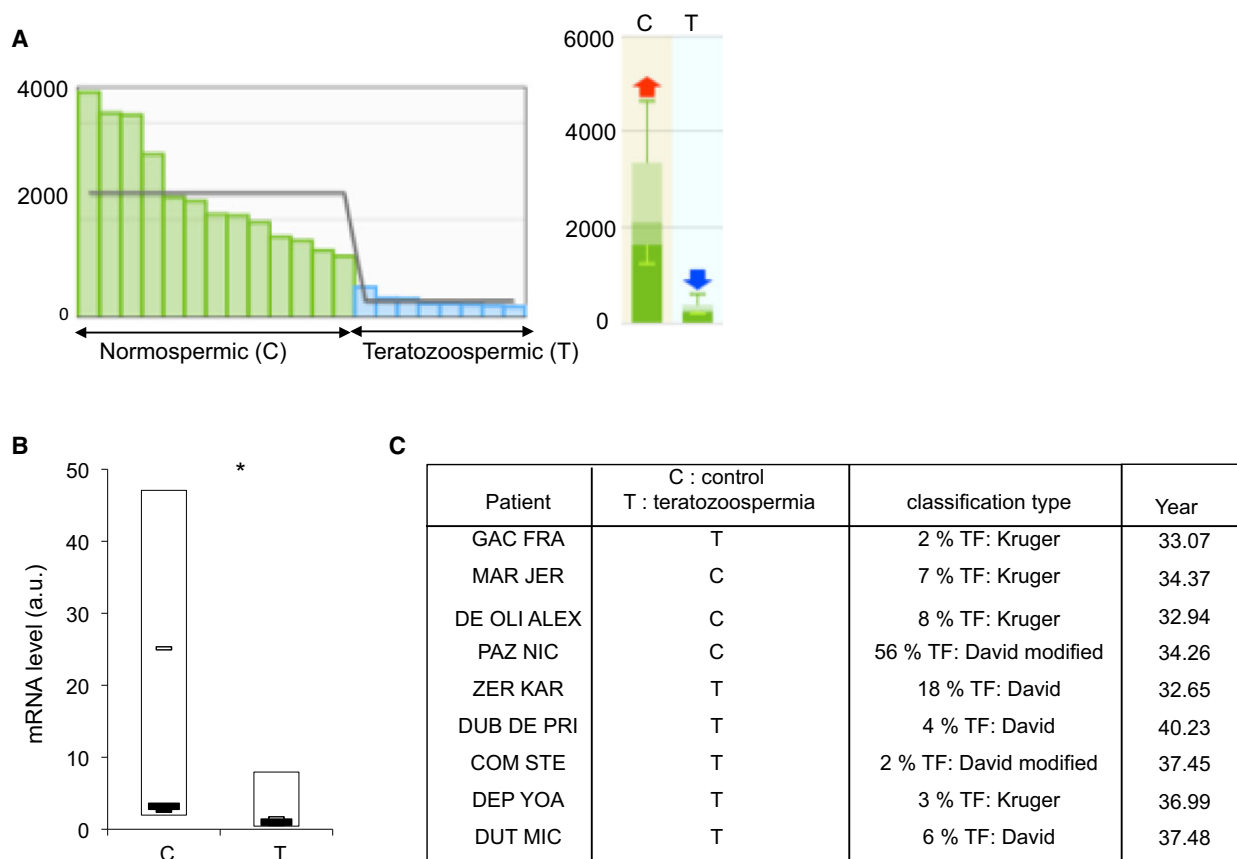 A
4000
2000
0
Normospermic (C)
Teratozoospermic (T)
C T
6000
4000
2000
0
B
50
40
30
20
10
0
mRNA level (a.u.)
*
C T
C
Patient C : control T : teratozoospermia classification type Year
GAC FRA T 2 % TF: Kruger 33.07
MAR JER C 7 % TF: Kruger 34.37
DE OLI ALEX C 8 % TF: Kruger 32.94
PAZ NIC C 56 % TF: David modified 34.26
ZER KAR T 18 % TF: David 32.65
DUB DE PRI T 4 % TF: David 40.23
COM STE T 2 % TF: David modified 37.45
DEP YOA T 3 % TF: Kruger 36.99
DUT MIC T 6 % TF: David 37.48